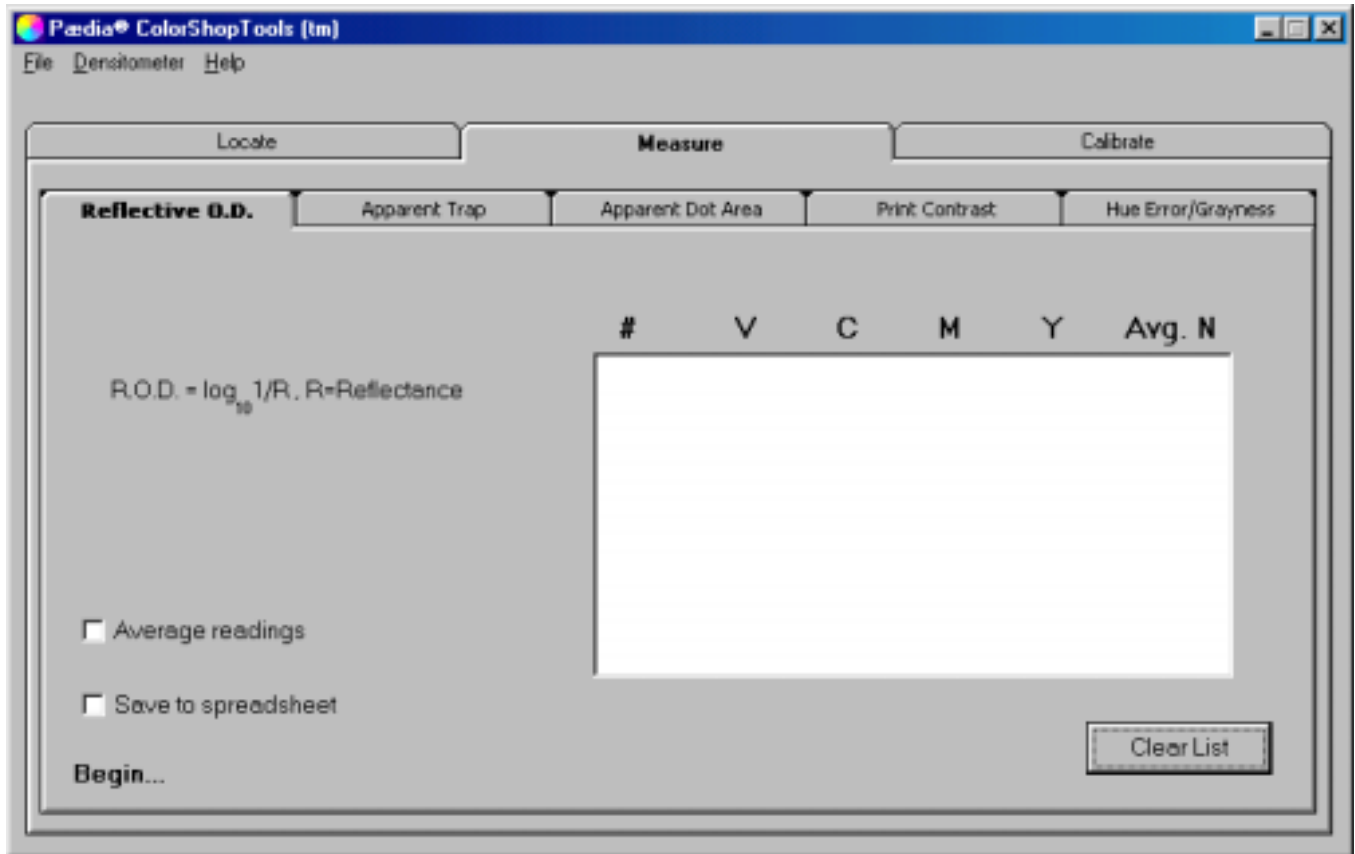 Pædia® ColorShopTools (tm)
File Densitometer Help
Locate Measure Calibrate
Reflective O.D. Apparent Trap Apparent Dot Area Print Contrast Hue Error/Grayness
# V C M Y Avg. N
R.O.D. = log10 1/R, R=Reflectance
Average readings
Save to spreadsheet
Clear List
Begin...